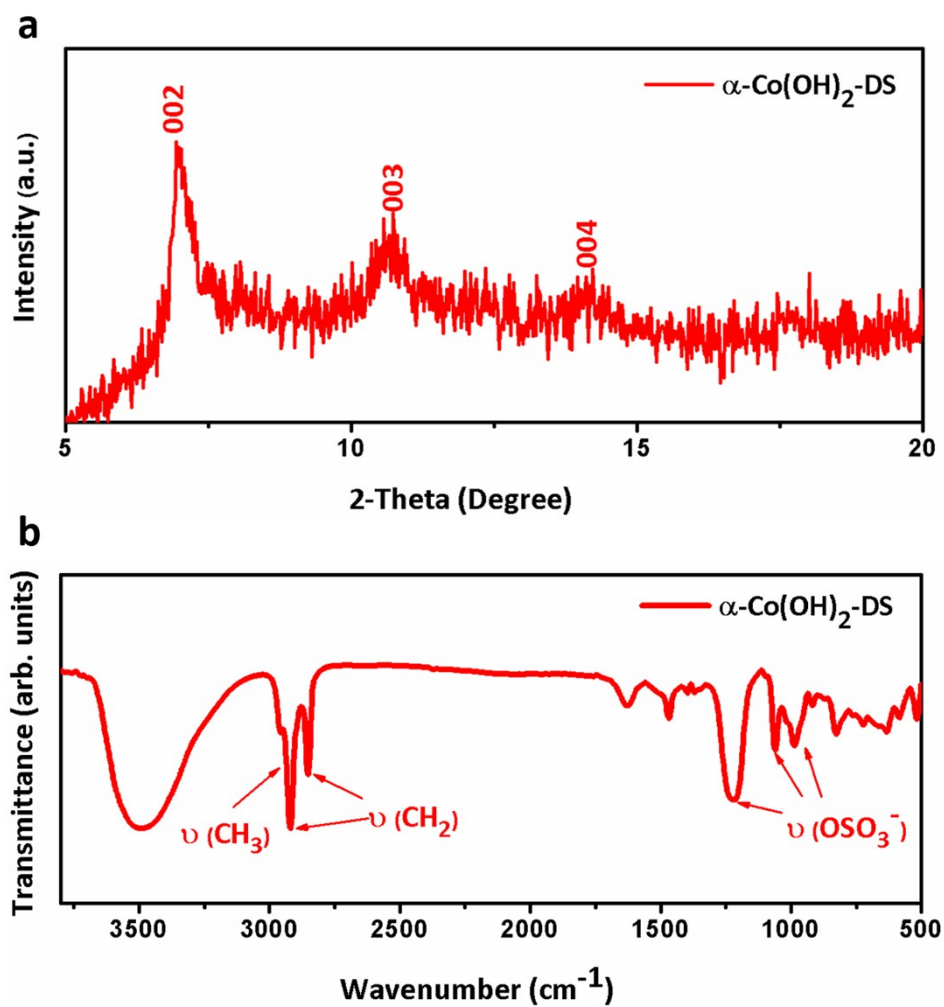 a
α-Co(OH)₂-DS
002
003
004
Intensity (a.u.)
5 10 15 20
2-Theta (Degree)
b
α-Co(OH)₂-DS
Transmittance (arb. units)
υ (CH₃)
υ (CH₂)
υ (OSO₃⁻)
3500 3000 2500 2000 1500 1000 500
Wavenumber (cm⁻¹)